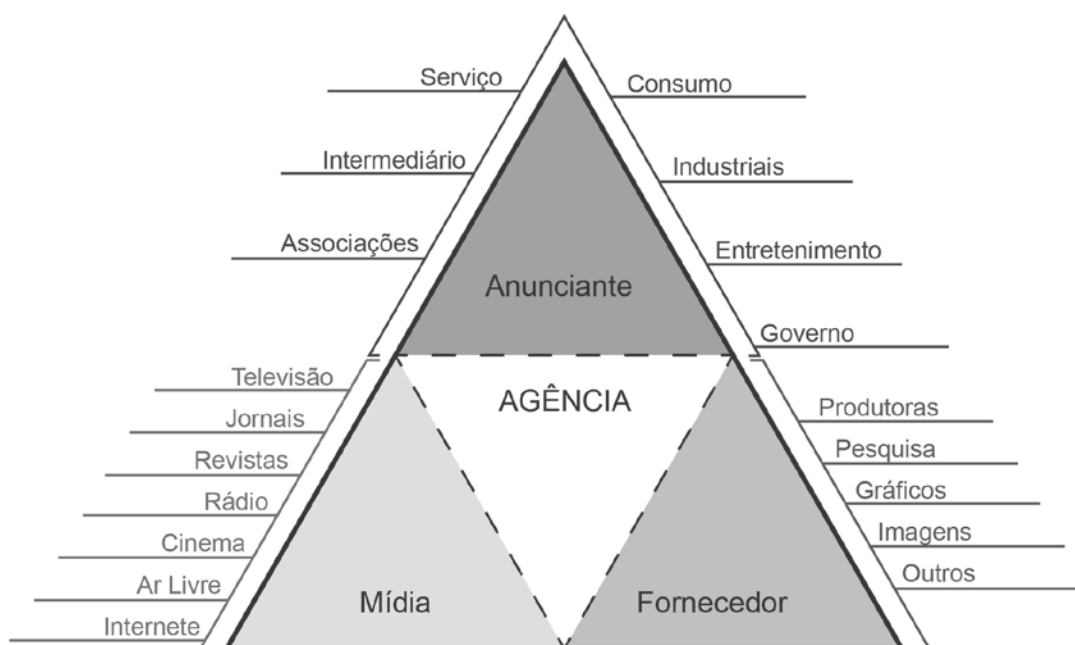 Serviço
Consumo
Intermediário
Industriais
Associações
Entretenimento
Anunciante
Governo
Televisão
AGÊNCIA
Produtoras
Jornais
Pesquisa
Revistas
Gráficos
Rádio
Imagens
Cinema
Outros
Ar Livre
Mídia
Fornecedor
Internete